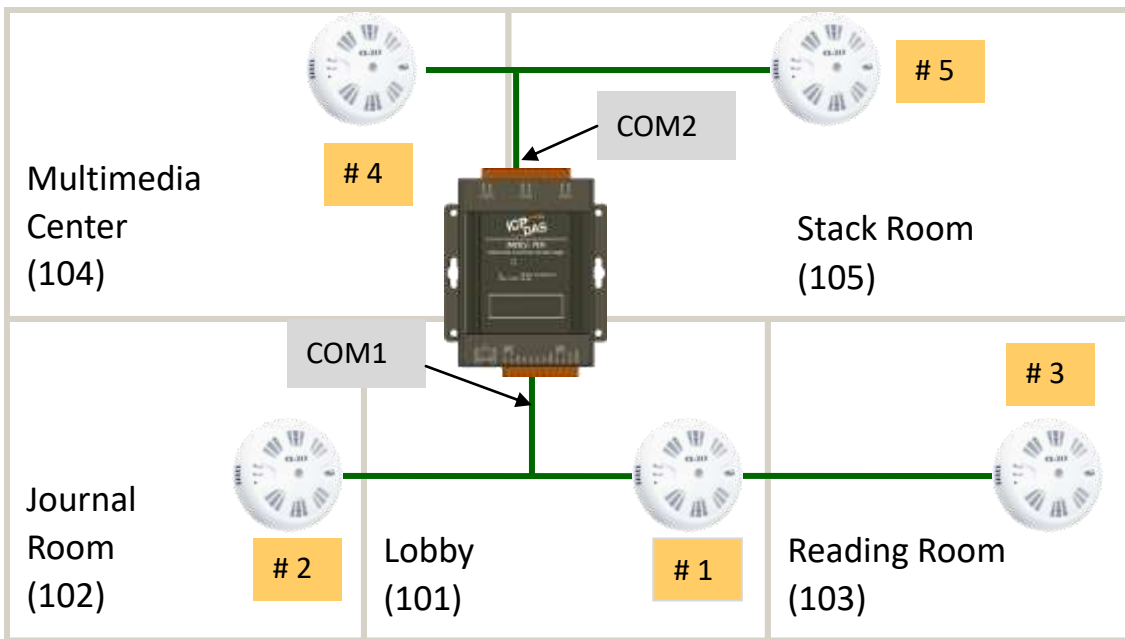 # 5
COM2
# 4
Multimedia
Center
(104)
Stack Room
(105)
ICP
DAS
COM1
# 3
Journal
Room
(102)
# 2
Lobby
(101)
# 1
Reading Room
(103)